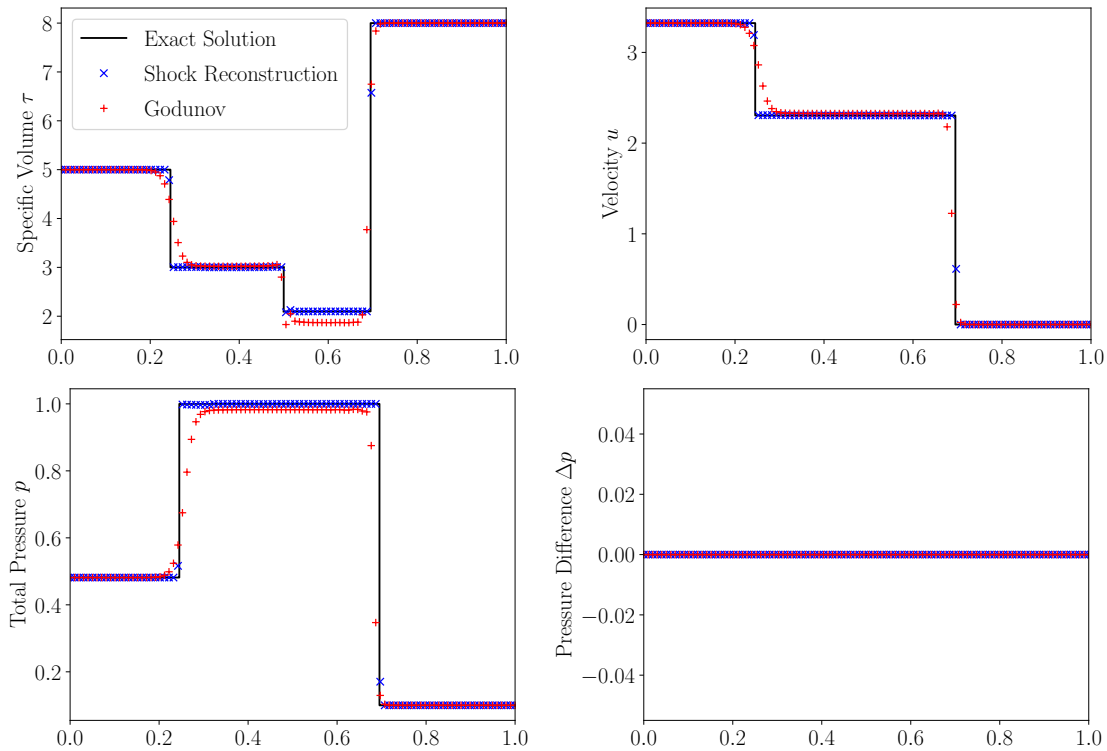 8
7
6
5
4
3
2
Specific Volume τ
Exact Solution
Shock Reconstruction
Godunov
0.0 0.2 0.4 0.6 0.8 1.0
3
2
1
0
Velocity u
0.0 0.2 0.4 0.6 0.8 1.0
1.0
0.8
0.6
0.4
0.2
Total Pressure p
0.0 0.2 0.4 0.6 0.8 1.0
0.04
0.02
0.00
−0.02
−0.04
Pressure Difference Δp
0.0 0.2 0.4 0.6 0.8 1.0